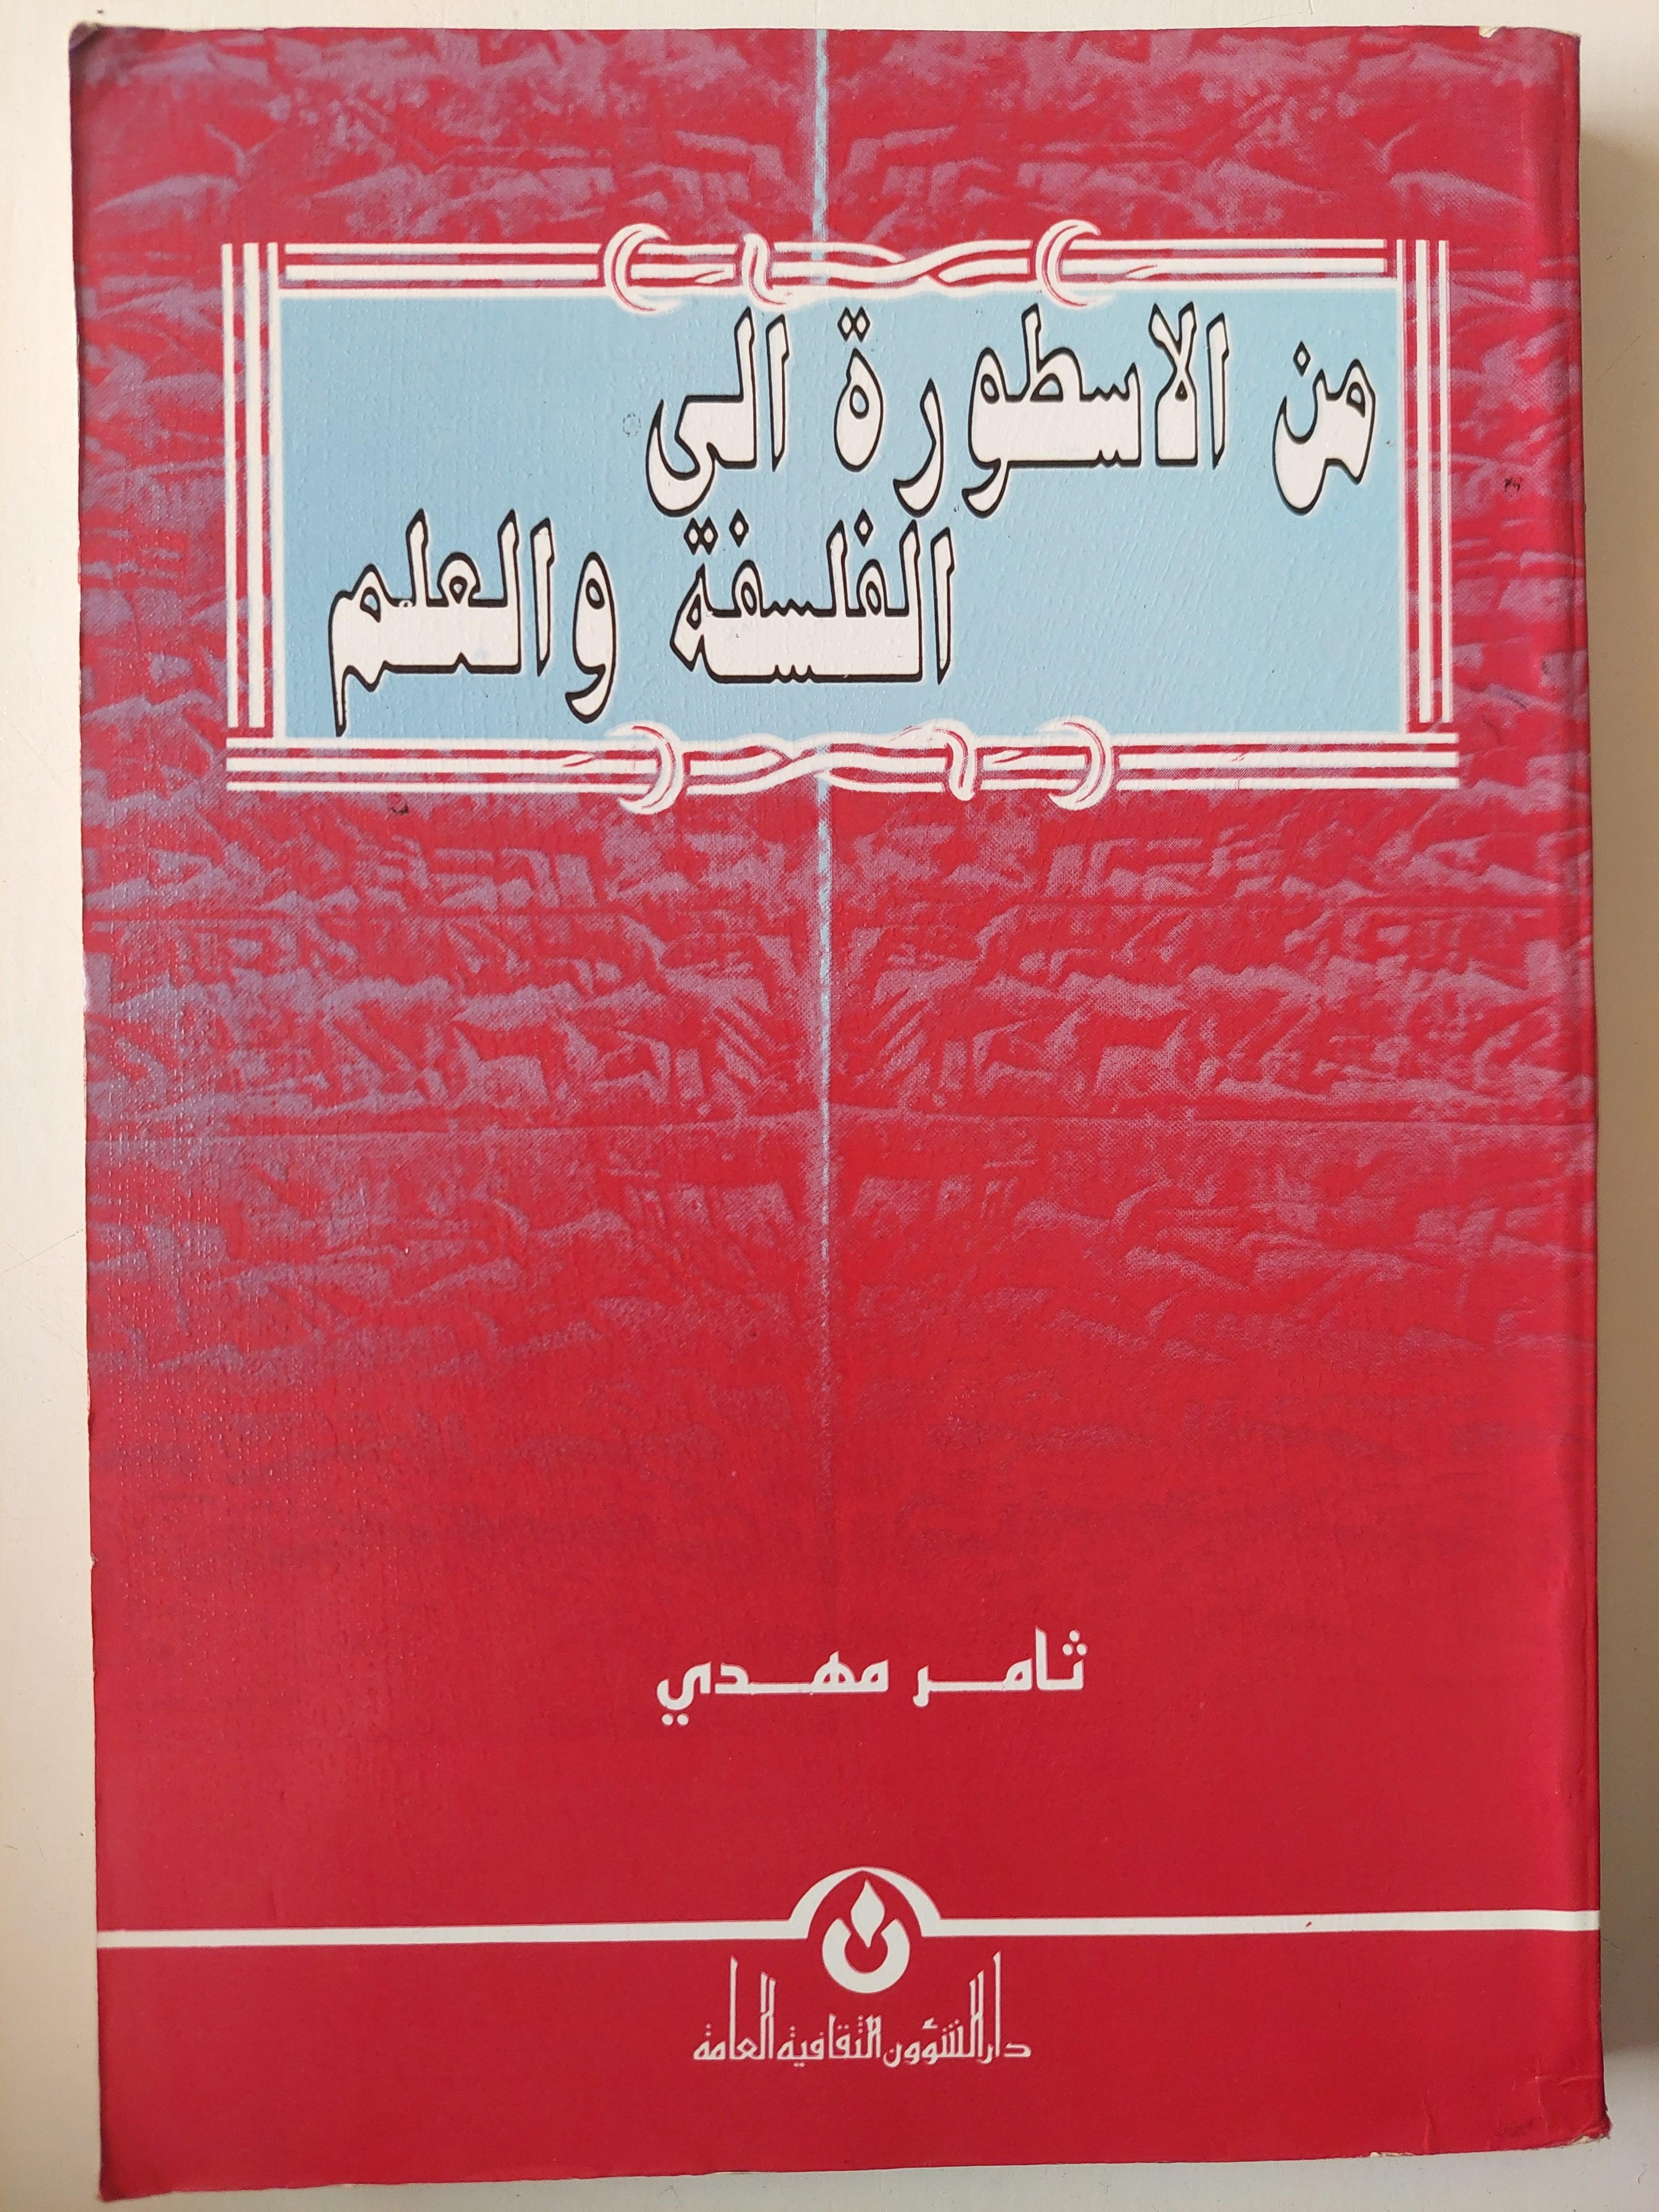 من الاسطورة الى
الفلسفة والعلم
ثامر مهدي
دار الشؤون الثقافية العامة